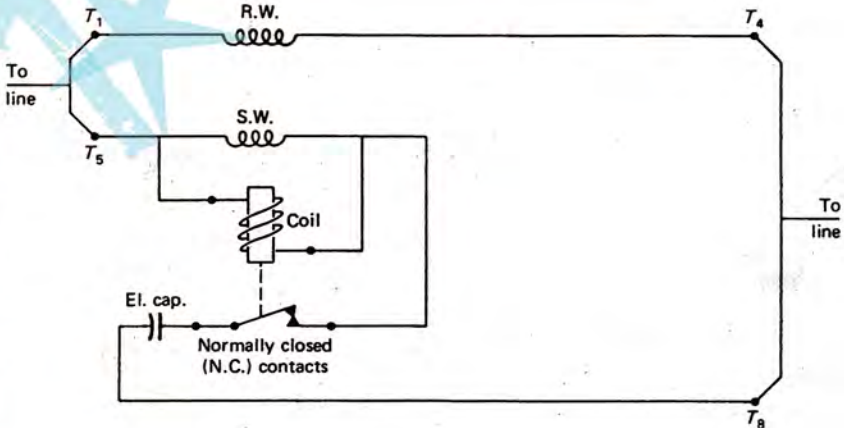 R.W.
T₁
T₄
To
line
S.W.
T₅
Coil
To
line
El. cap.
Normally closed
(N.C.) contacts
T₈